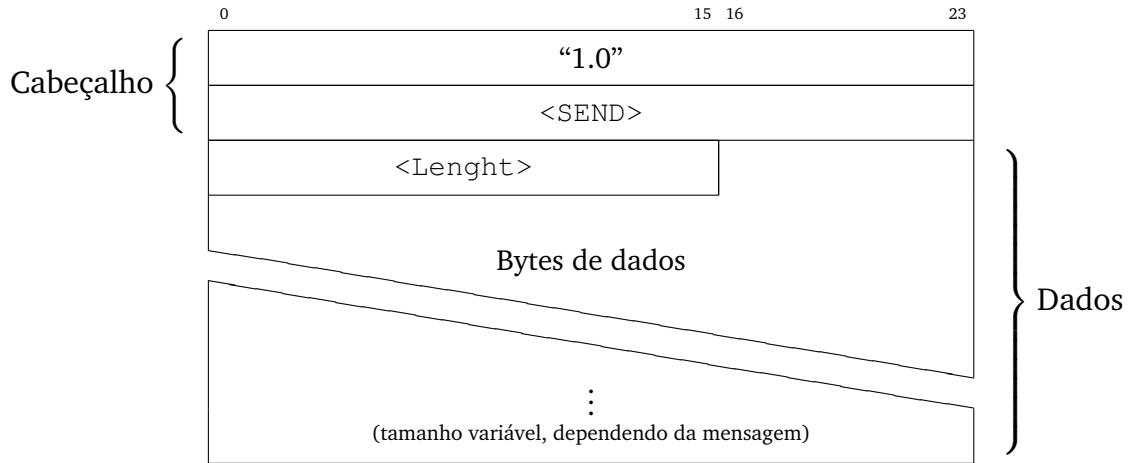 0 15 16 23
“1.0”
Cabeçalho
<SEND>
<Lenght>
Bytes de dados
Dados
⋮
(tamanho variável, dependendo da mensagem)